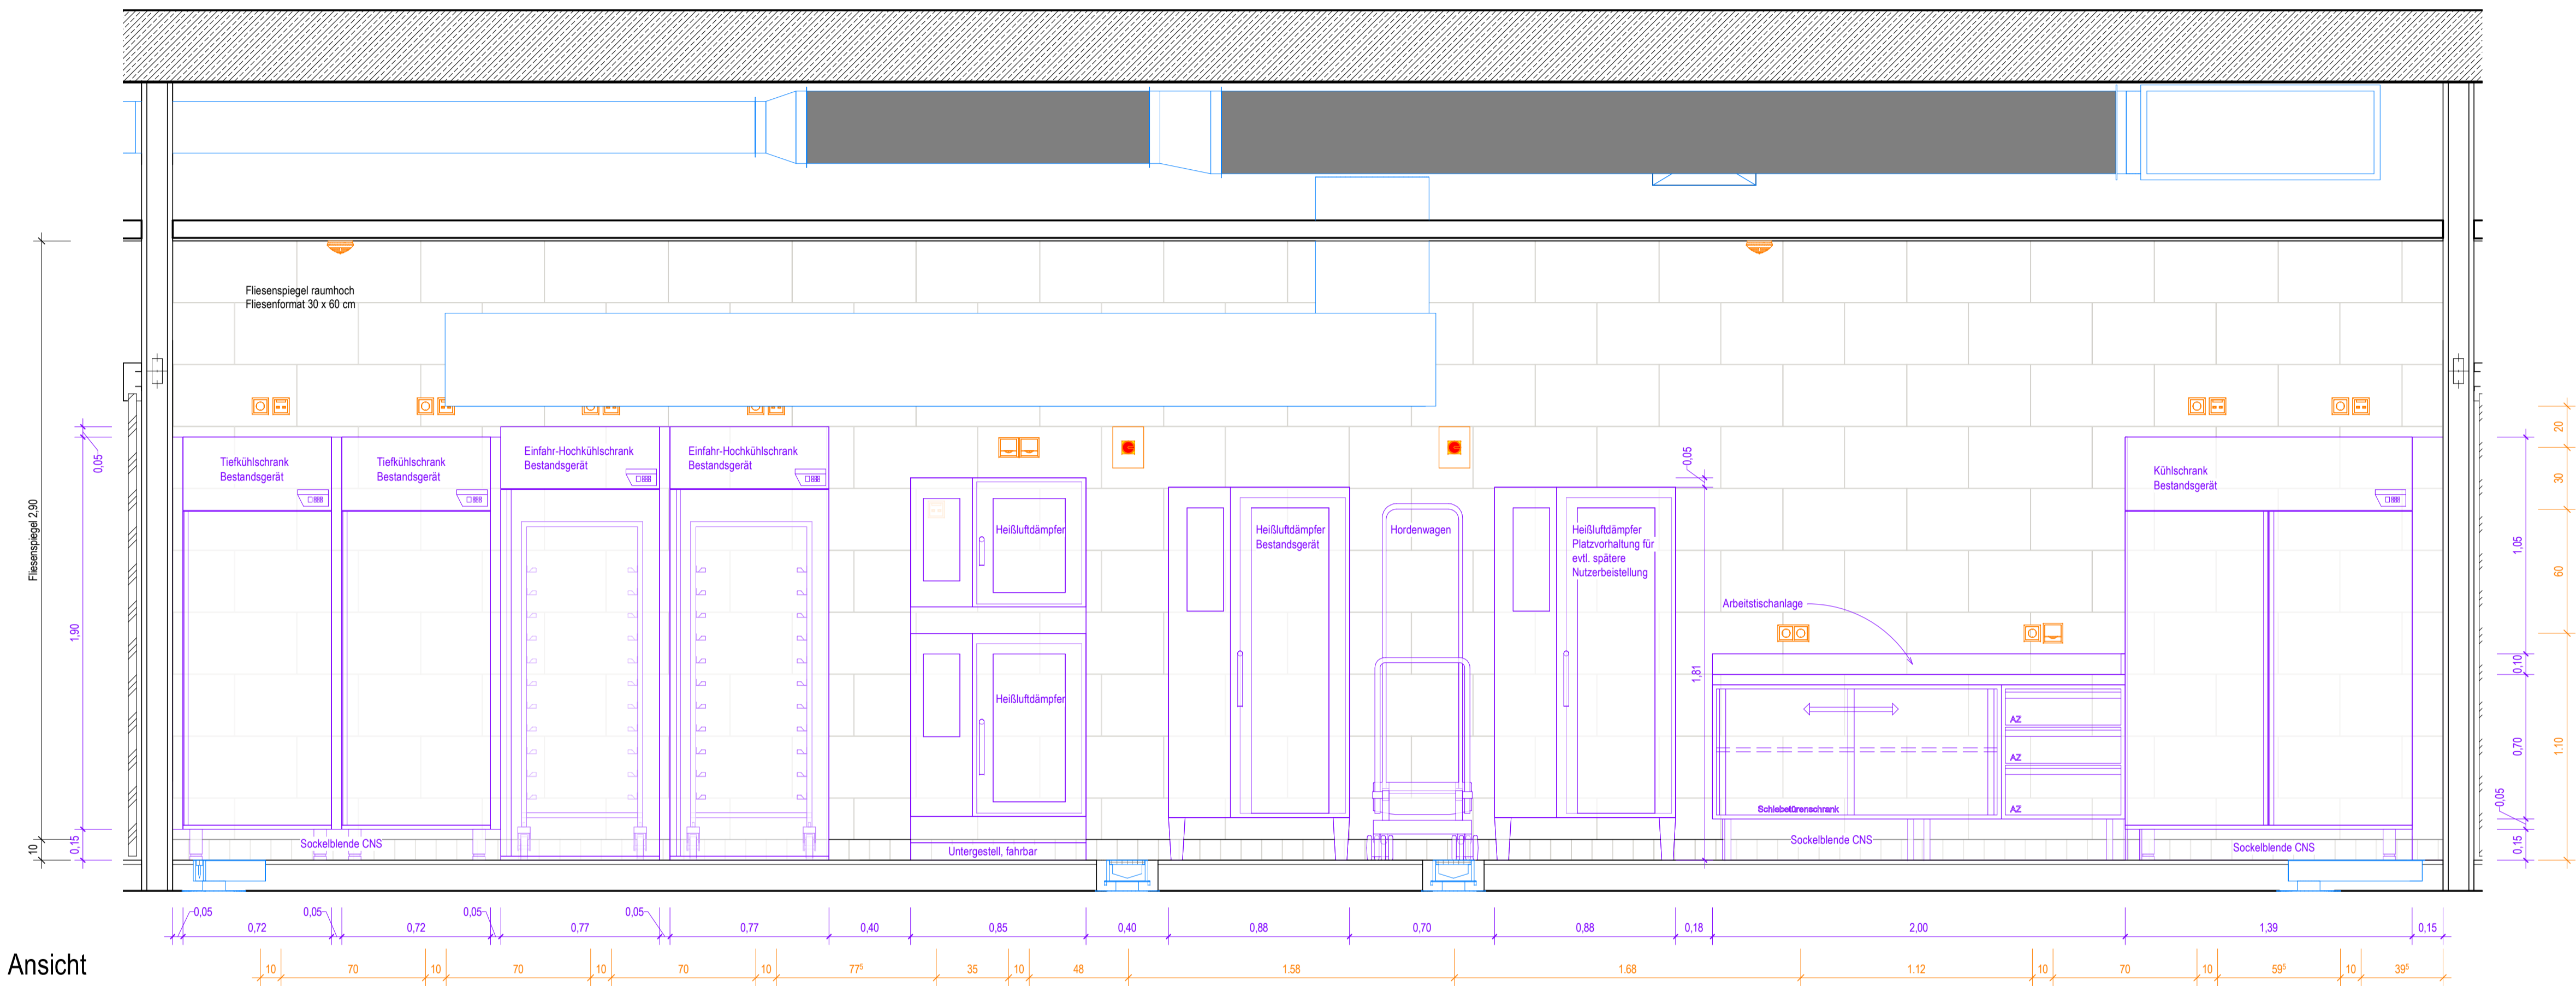 Fliesenspiegel raumhoch
Fliesenformat 30 x 60 cm
Fliesenspiegel 2,90
10
0,05
1,90
0,15
Tiefkühlschrank
Bestandsgerät
Tiefkühlschrank
Bestandsgerät
Einfahr-Hochkühlschrank
Bestandsgerät
Einfahr-Hochkühlschrank
Bestandsgerät
Heißluftdämpfer
Heißluftdämpfer
Untergestell, fahrbar
Heißluftdämpfer
Bestandsgerät
Hordenwagen
Heißluftdämpfer
Platzvorhaltung für
evtl. spätere
Nutzerbeistellung
0,05
1,81
Arbeitstischanlage
AZ
AZ
AZ
Schiebetürenschrank
Sockelblende CNS
Kühlschrank
Bestandsgerät
Sockelblende CNS
Sockelblende CNS
1,05
0,10
0,70
0,05
0,15
20
30
60
1.10
0,05
0,72
0,05
0,72
0,05
0,77
0,05
0,77
0,40
0,85
0,40
0,88
0,70
0,88
0,18
2,00
1,39
0,15
Ansicht
10
70
10
70
10
70
10
77⁵
35
10
48
1.58
1.68
1.12
10
70
10
59⁵
10
39⁵